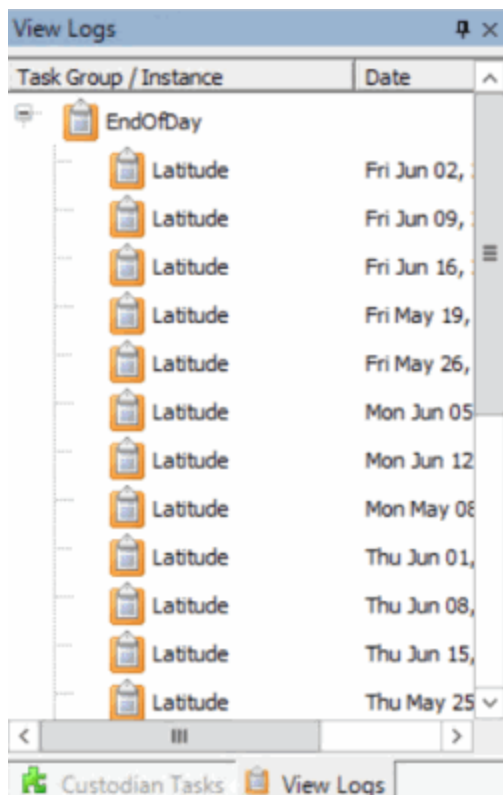 View Logs
Task Group / Instance Date
EndOfDay
Latitude Fri Jun 02,
Latitude Fri Jun 09,
Latitude Fri Jun 16,
Latitude Fri May 19,
Latitude Fri May 26,
Latitude Mon Jun 05
Latitude Mon Jun 12
Latitude Mon May 08
Latitude Thu Jun 01,
Latitude Thu Jun 08,
Latitude Thu Jun 15,
Latitude Thu May 25
Custodian Tasks View Logs